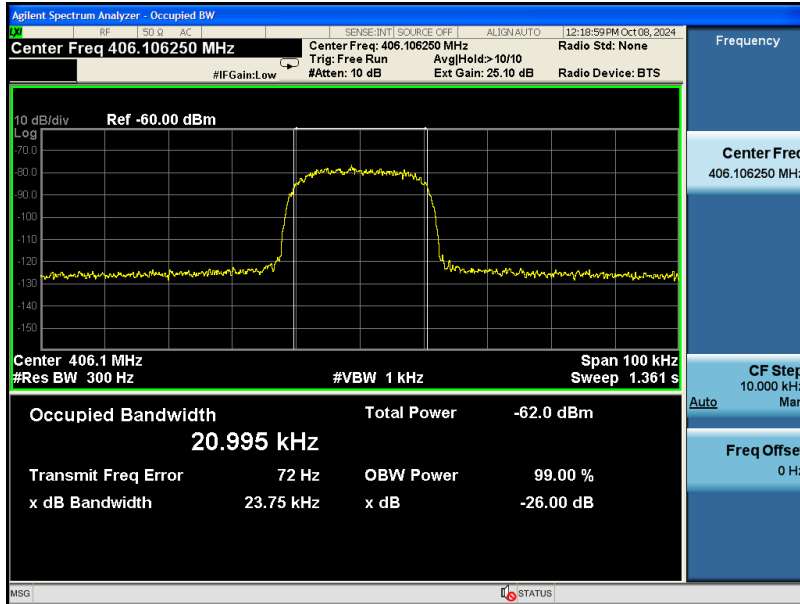 Agilent Spectrum Analyzer - Occupied BW
LXI RF 50 Ω AC SENSE:INT SOURCE OFF ALIGN AUTO 12:18:59 PM Oct 08, 2024
Center Freq 406.106250 MHz
Center Freq: 406.106250 MHz
Radio Std: None
Trig: Free Run Avg|Hold:>10/10
#IFGain:Low #Atten: 10 dB Ext Gain: 25.10 dB Radio Device: BTS
10 dB/div Ref -60.00 dBm
Log
-70.0
-80.0
-90.0
-100
-110
-120
-130
-140
-150
Center 406.1 MHz Span 100 kHz
#Res BW 300 Hz #VBW 1 kHz Sweep 1.361 s
Occupied Bandwidth Total Power -62.0 dBm
20.995 kHz
Transmit Freq Error 72 Hz OBW Power 99.00 %
x dB Bandwidth 23.75 kHz x dB -26.00 dB
MSG STATUS
Frequency
Center Freq
406.106250 MHz
CF Step
10.000 kHz
Auto Man
Freq Offset
0 Hz